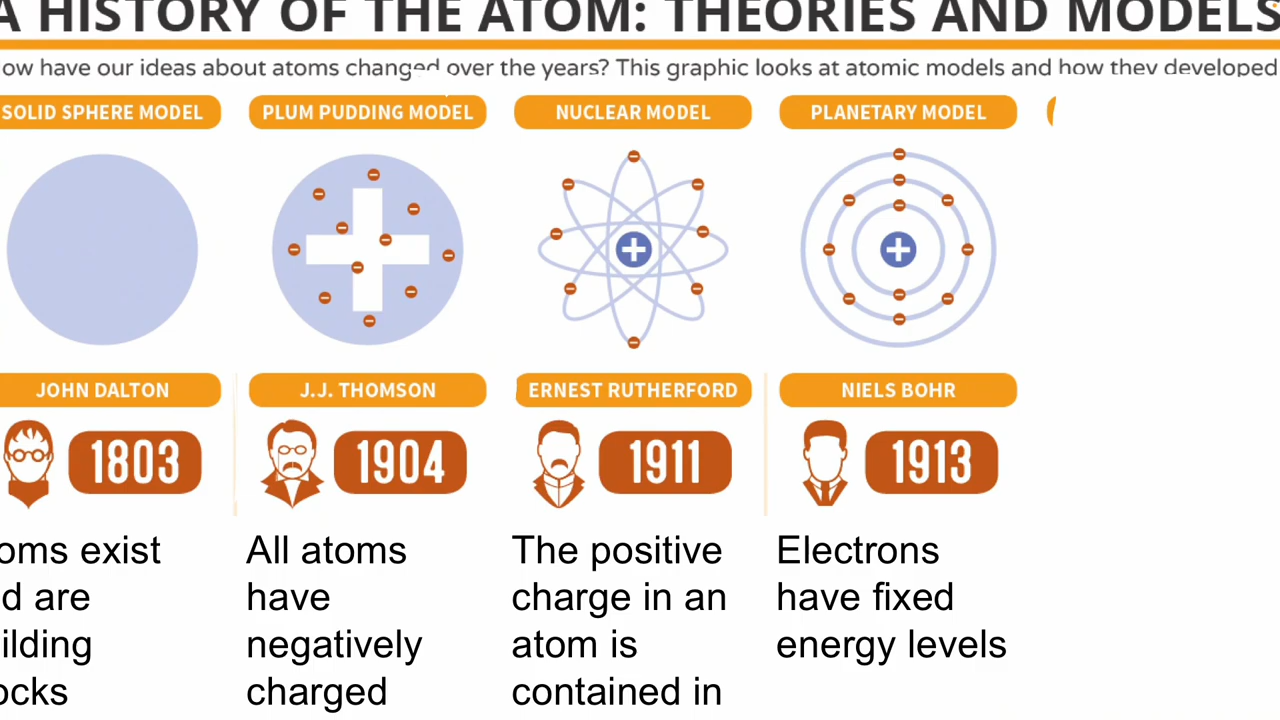 A HISTORY OF THE ATOM: THEORIES AND MODELS
ow have our ideas about atoms changed over the years? This graphic looks at atomic models and how they developed
SOLID SPHERE MODEL
PLUM PUDDING MODEL
NUCLEAR MODEL
PLANETARY MODEL
JOHN DALTON
J.J. THOMSON
ERNEST RUTHERFORD
NIELS BOHR
1803
1904
1911
1913
oms exist
d are
ilding
ocks
All atoms
have
negatively
charged
The positive
charge in an
atom is
contained in
Electrons
have fixed
energy levels